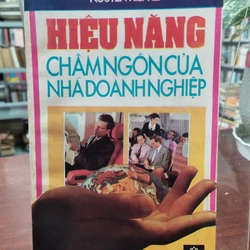 HIỆU NĂNG
CHÂM NGÔN CỦA
NHÀ DOANH NGHIỆP